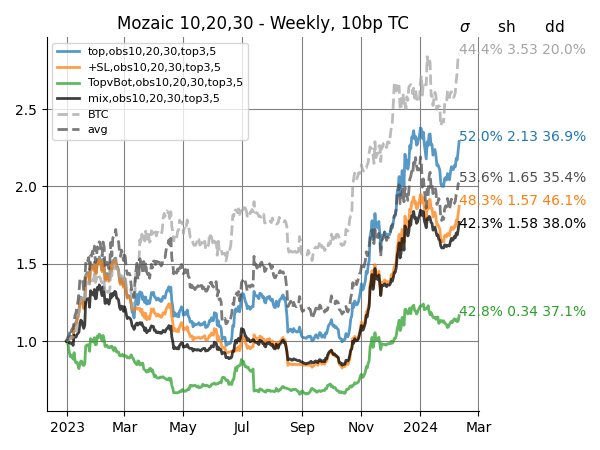 Mozaic 10,20,30 - Weekly, 10bp TC
σ sh dd
top,obs10,20,30,top3,5
+SL,obs10,20,30,top3,5
TopvBot,obs10,20,30,top3,5
mix,obs10,20,30,top3,5
BTC
avg
44.4% 3.53 20.0%
52.0% 2.13 36.9%
53.6% 1.65 35.4%
48.3% 1.57 46.1%
42.3% 1.58 38.0%
42.8% 0.34 37.1%
2.5
2.0
1.5
1.0
2023 Mar May Jul Sep Nov 2024 Mar